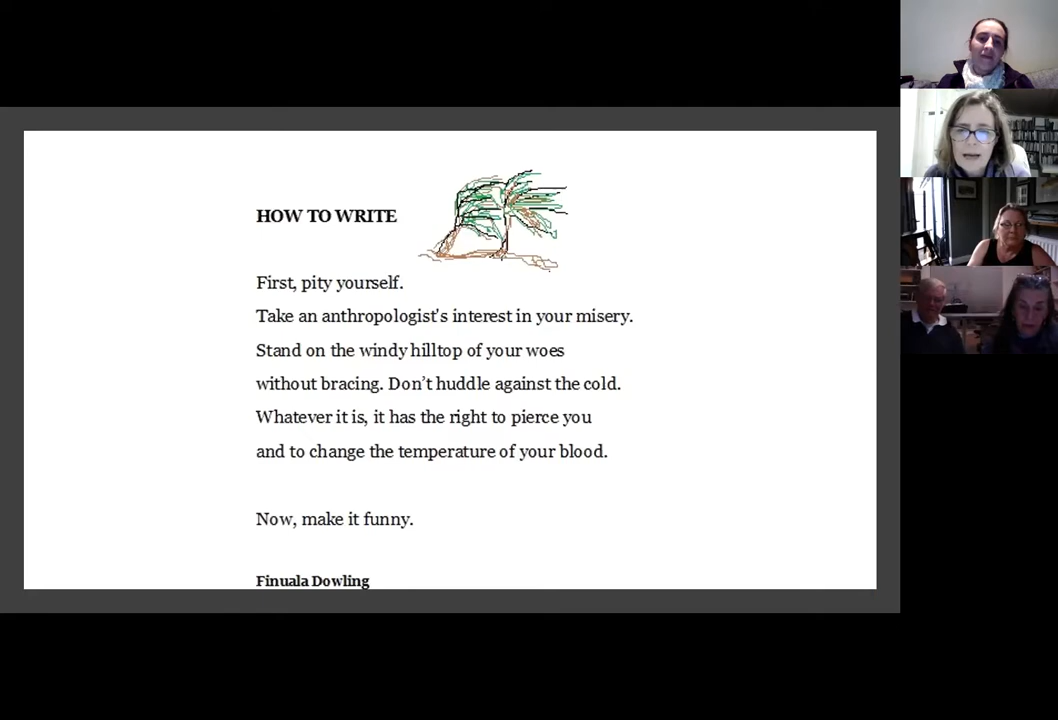 HOW TO WRITE
First, pity yourself.
Take an anthropologist's interest in your misery.
Stand on the windy hilltop of your woes
without bracing. Don’t huddle against the cold.
Whatever it is, it has the right to pierce you
and to change the temperature of your blood.
Now, make it funny.
Finuala Dowling